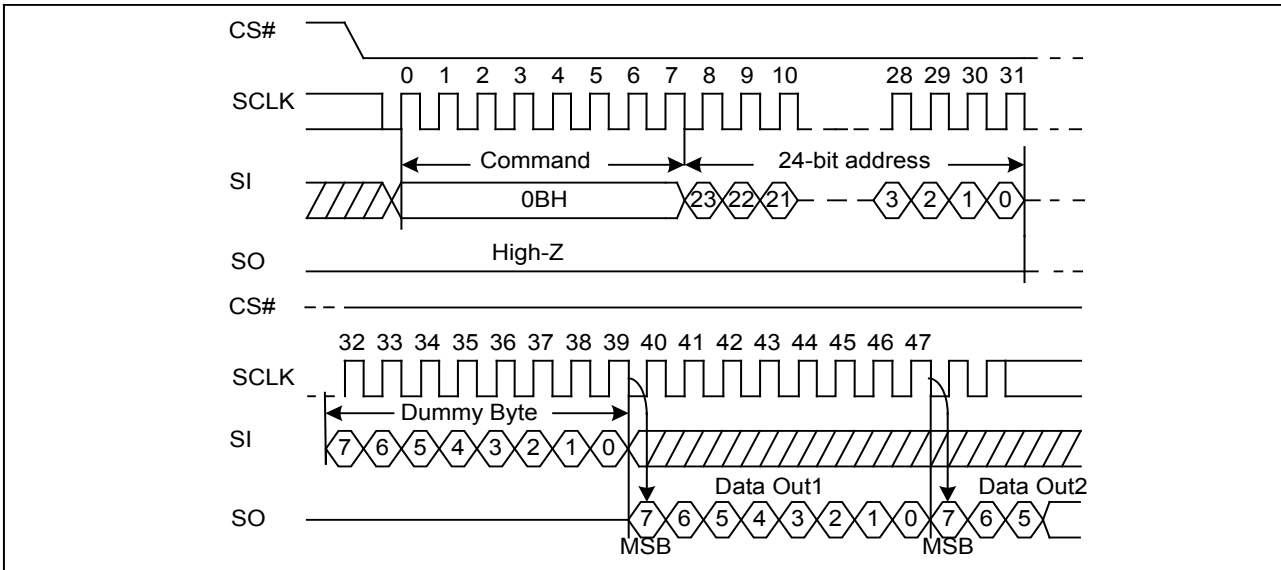 CS#
0 1 2 3 4 5 6 7 8 9 10 28 29 30 31
SCLK
Command 24-bit address
SI
0BH 23 22 21 3 2 1 0
High-Z
SO
CS#
32 33 34 35 36 37 38 39 40 41 42 43 44 45 46 47
SCLK
Dummy Byte
SI 7 6 5 4 3 2 1 0
Data Out1 Data Out2
SO 7 6 5 4 3 2 1 0 7 6 5
MSB MSB